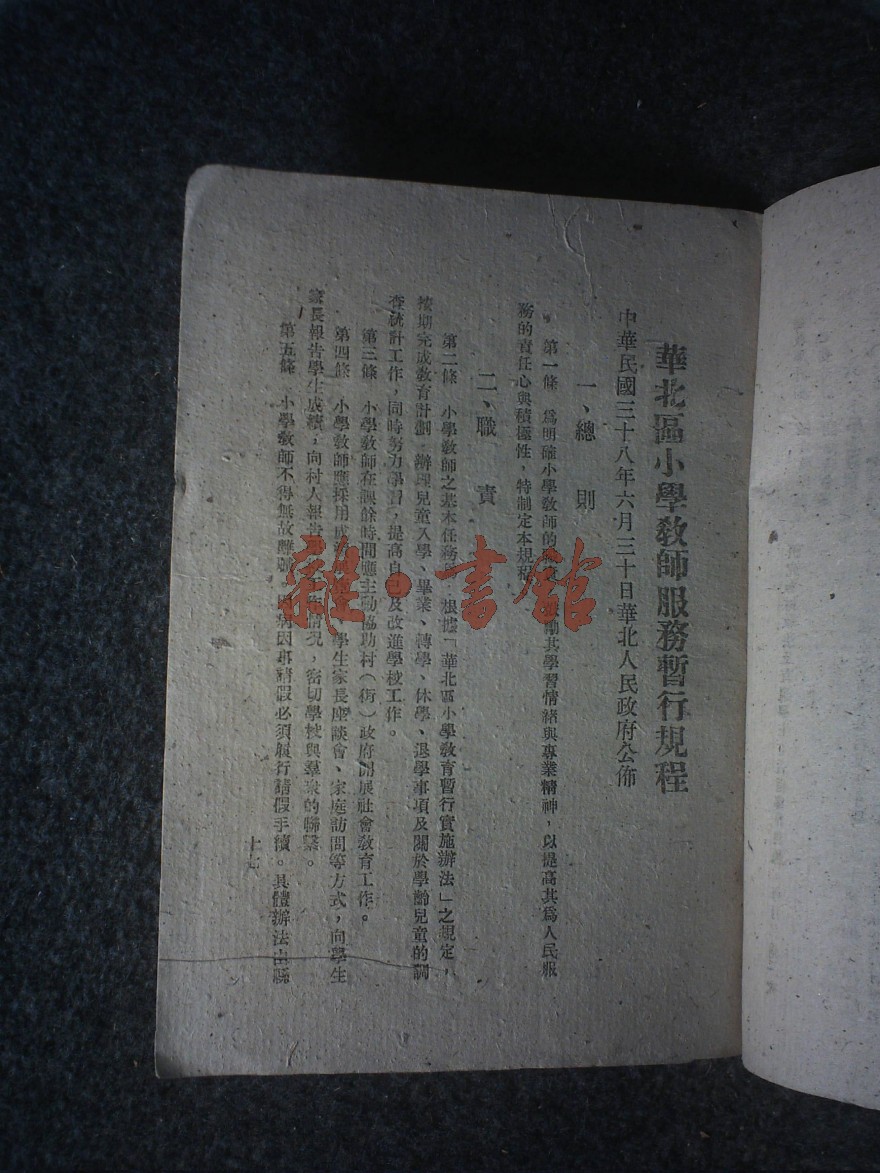 華北區小學教師服務暫行規程
中華民國三十八年六月三十日華北人民政府公佈
一、總則
第一條 爲明確小學教師的勵其學習情緒與專業精神，以提高其爲人民服
務的責任心與積極性，特制定本規程
二、職責
第二條 小學教師之基本任務根據「華北區小學教育暫行實施辦法」之規定，
按期完成教育計劃，辦理兒童入學、畢業、轉學、休學、退學事項及關於學齡兒童的調
查統計工作，同時努力學習，提高自己及改進學校工作。
第三條 小學教師在課餘時間應主動協助村（街）政府開展社會教育工作。
第四條 小學教師應採用成學生家長座談會、家庭訪問等方式，向學生
家長報告學生成績，向村人報告情况，密切學校與羣衆的聯繫。
第五條 小學教師不得無故離職。因病因事請假必須履行請假手續。具體辦法由縣
十七
雜·書館